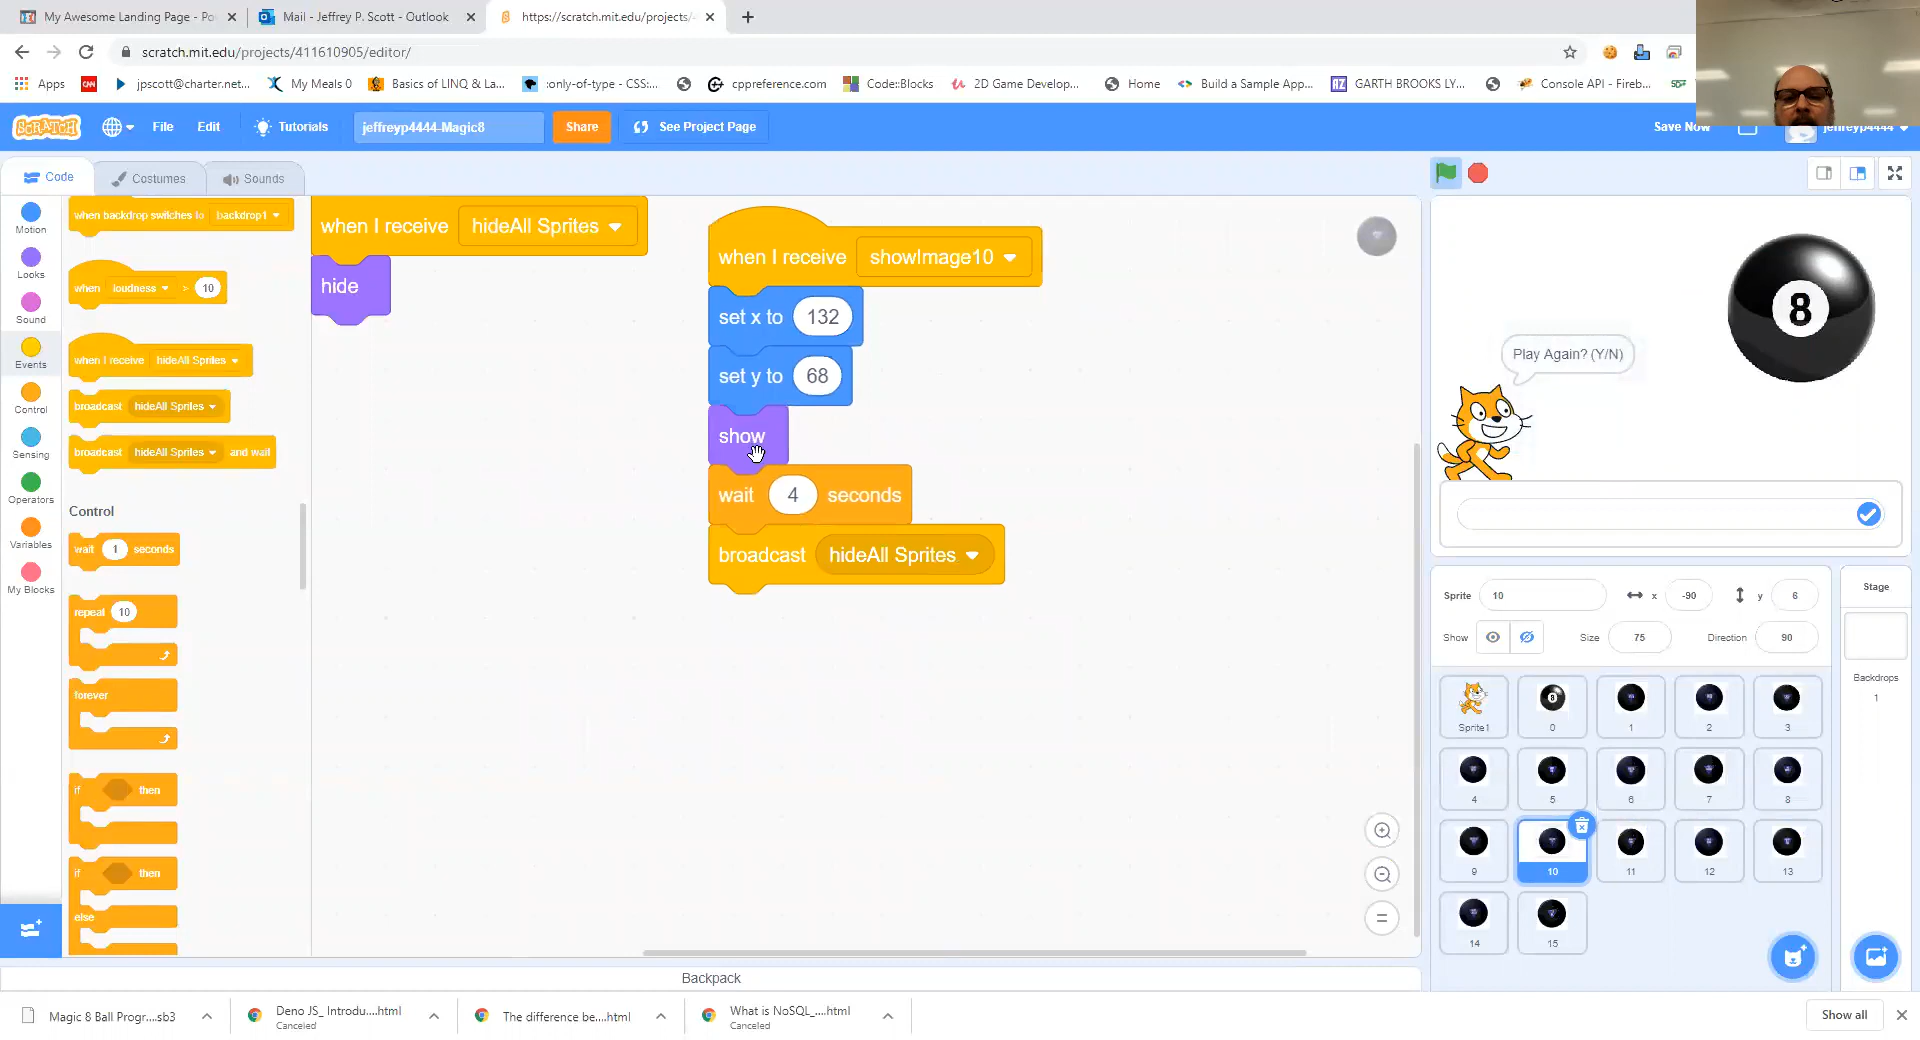 My Awesome Landing Page - Po
Mail - Jeffrey P. Scott - Outlook
https://scratch.mit.edu/projects/
scratch.mit.edu/projects/411610905/editor/
Apps
CNN
jpscott@charter.net...
My Meals 0
Basics of LINQ & La...
:only-of-type - CSS:...
cppreference.com
Code::Blocks
2D Game Develop...
Home
Build a Sample App...
GARTH BROOKS LY...
Console API - Fireb...
SCRATCH
File
Edit
Tutorials
jeffreyp4444-Magic8
Share
See Project Page
Save Now
jeffreyp4444
Code
Costumes
Sounds
Motion
Looks
Sound
Events
Control
Sensing
Operators
Variables
My Blocks
when backdrop switches to backdrop1
when loudness > 10
when I receive hideAll Sprites
broadcast hideAll Sprites
broadcast hideAll Sprites and wait
Control
wait 1 seconds
repeat 10
forever
if then
if then
else
when I receive hideAll Sprites
hide
when I receive showImage10
set x to 132
set y to 68
show
wait 4 seconds
broadcast hideAll Sprites
8
Play Again? (Y/N)
Sprite 10 x -90 y 6
Show Size 75 Direction 90
Stage
Backdrops
1
Sprite1 0 1 2 3
4 5 6 7 8
9 10 11 12 13
14 15
Backpack
Magic 8 Ball Progr....sb3
Deno JS_ Introdu....html
Canceled
The difference be....html
What is NoSQL_....html
Canceled
Show all